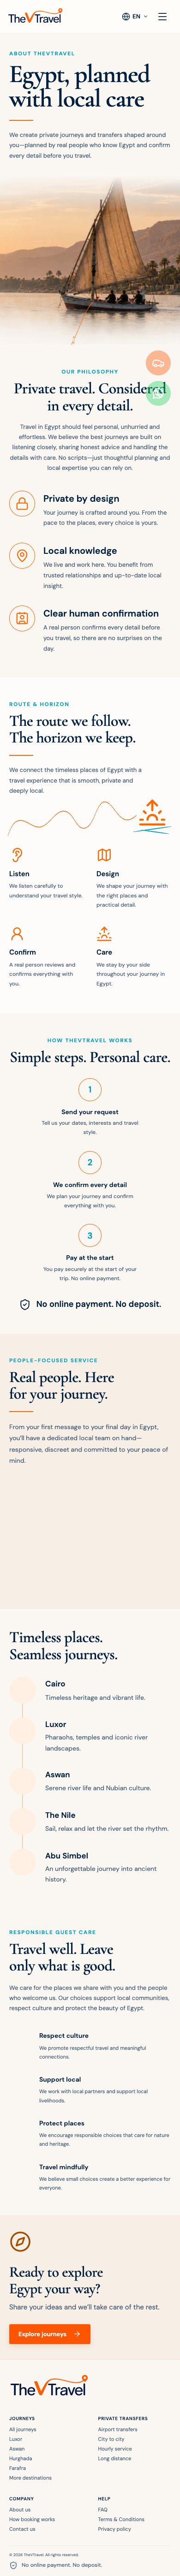 TheVTravel
EN
ABOUT THEVTRAVEL
Egypt, planned
with local care
We create private journeys and transfers shaped around
you—planned by real people who know Egypt and confirm
every detail before you travel.
OUR PHILOSOPHY
Private travel. Considered
in every detail.
Travel in Egypt should feel personal, unhurried and
effortless. We believe the best journeys are built on
listening closely, sharing honest advice and handling the
details with care. No scripts—just thoughtful planning and
local expertise you can rely on.
Private by design
Your journey is crafted around you. From the
pace to the places, every choice is yours.
Local knowledge
We live and work here. You benefit from
trusted relationships and up-to-date local
insight.
Clear human confirmation
A real person confirms every detail before
you travel, so there are no surprises on the
day.
ROUTE & HORIZON
The route we follow.
The horizon we keep.
We connect the timeless places of Egypt with a
travel experience that is smooth, private and
deeply local.
Listen
We listen carefully to
understand your travel style.
Design
We shape your journey with
the right places and
practical detail.
Confirm
A real person reviews and
confirms everything with
you.
Care
We stay by your side
throughout your journey in
Egypt.
HOW THEVTRAVEL WORKS
Simple steps. Personal care.
1
Send your request
Tell us your dates, interests and travel
style.
2
We confirm every detail
We plan your journey and confirm
everything with you.
3
Pay at the start
You pay securely at the start of your
trip. No online payment.
No online payment. No deposit.
PEOPLE-FOCUSED SERVICE
Real people. Here
for your journey.
From your first message to your final day in Egypt,
you'll have a dedicated local team on hand—
responsive, discreet and committed to your peace of
mind.
Timeless places.
Seamless journeys.
Cairo
Timeless heritage and vibrant life.
Luxor
Pharaohs, temples and iconic river
landscapes.
Aswan
Serene river life and Nubian culture.
The Nile
Sail, relax and let the river set the rhythm.
Abu Simbel
An unforgettable journey into ancient
history.
RESPONSIBLE GUEST CARE
Travel well. Leave
only what is good.
We care for the places we share with you and the people
who welcome us. Our choices support local communities,
respect culture and protect the beauty of Egypt.
Respect culture
We promote respectful travel and meaningful
connections.
Support local
We work with local partners and support local
livelihoods.
Protect places
We encourage responsible choices that care for nature
and heritage.
Travel mindfully
We believe small choices create a better experience for
everyone.
Ready to explore
Egypt your way?
Share your ideas and we'll take care of the rest.
Explore journeys
TheVTravel
JOURNEYS
All journeys
Luxor
Aswan
Hurghada
Farafra
More destinations
PRIVATE TRANSFERS
Airport transfers
City to city
Hourly service
Long distance
COMPANY
About us
How booking works
Contact us
HELP
FAQ
Terms & Conditions
Privacy policy
© 2026 TheVTravel. All rights reserved.
No online payment. No deposit.